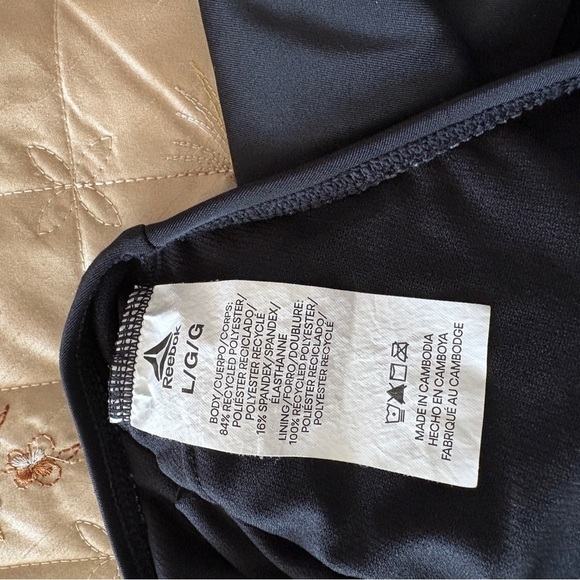 Reebok
L/G/G
BODY/CUERPO/CORPS:
84% RECYCLED POLYESTER/
POLIÉSTER RECICLADO/
POLYESTER RECYCLÉ
16% SPANDEX/SPANDEX/
ÉLASTHANNE
LINING/FORRO/DOUBLURE:
100% RECYCLED POLYESTER/
POLIÉSTER RECICLADO/
POLYESTER RECYCLÉ
MADE IN CAMBODIA
HECHO EN CAMBOYA
FABRIQUÉ AU CAMBODGE